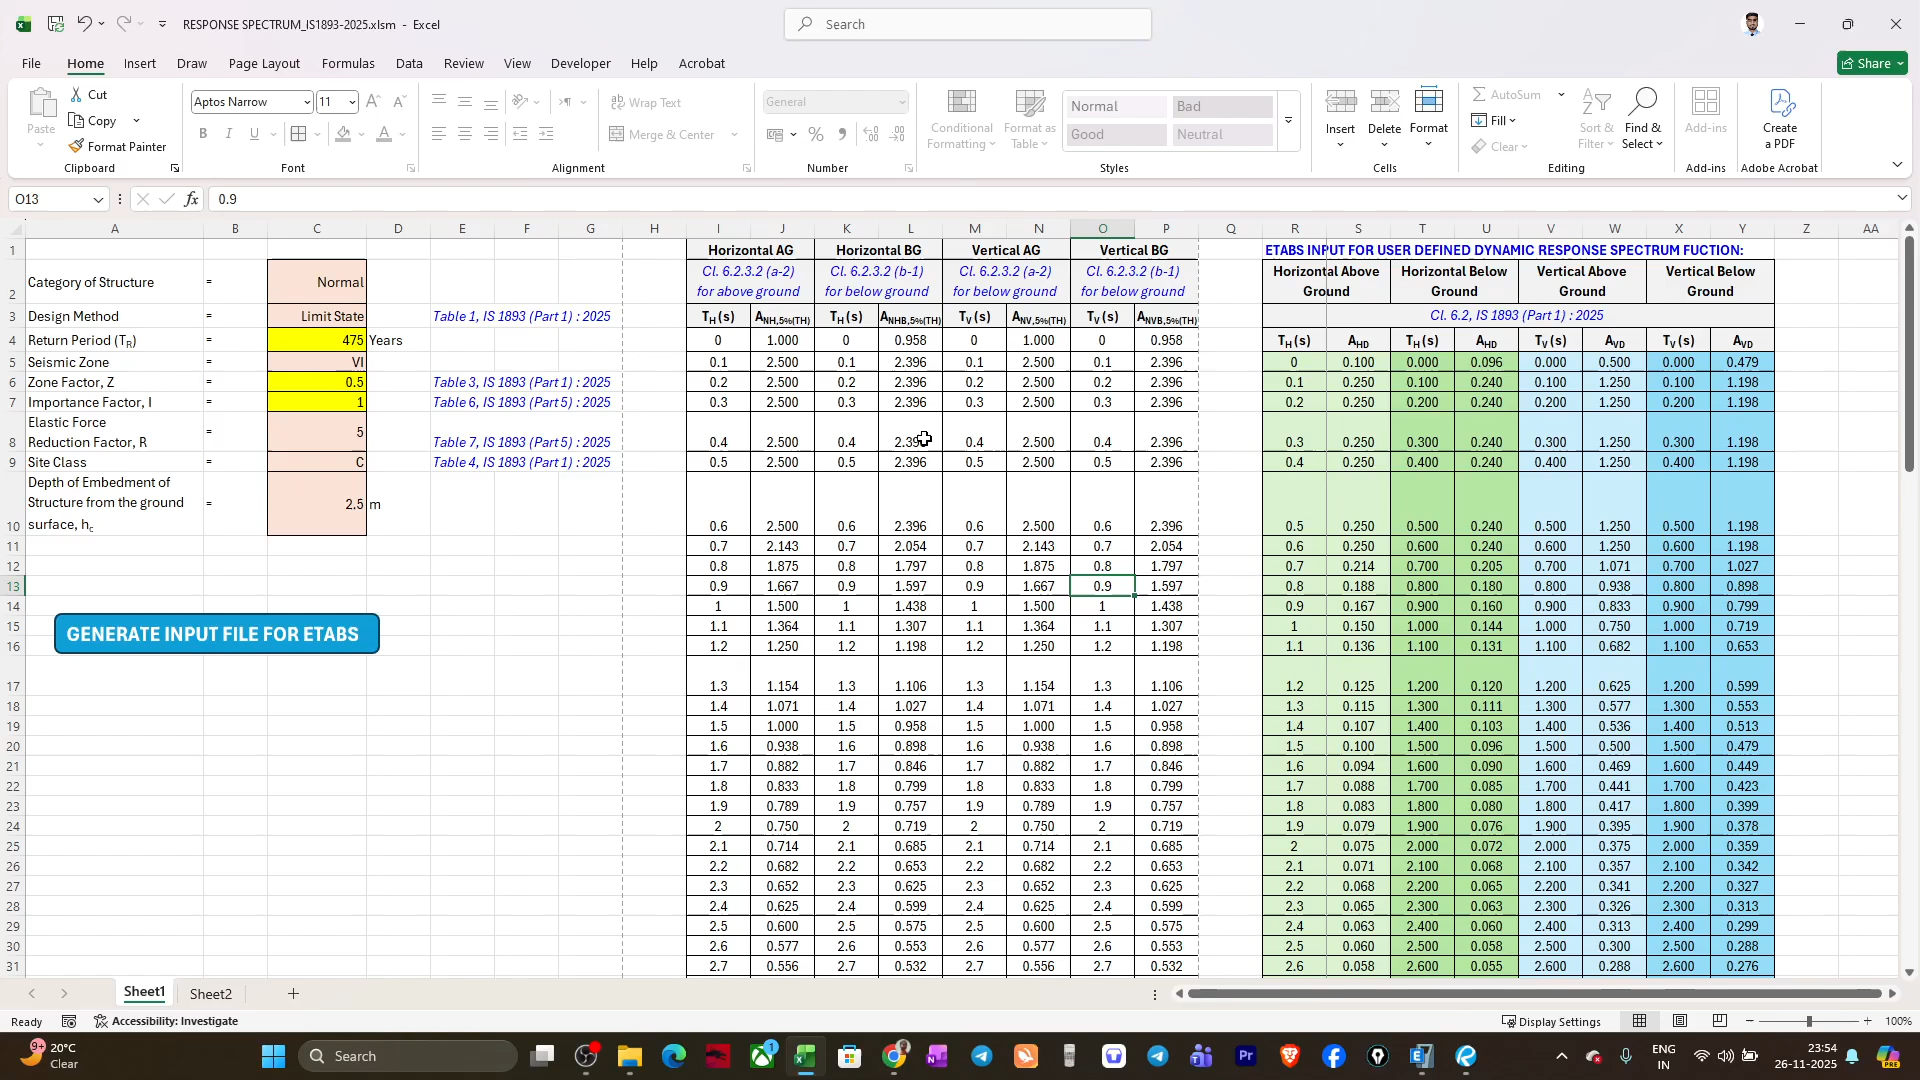 RESPONSE SPECTRUM_IS1893-2025.xlsm - Excel
Search
File Home Insert Draw Page Layout Formulas Data Review View Developer Help Acrobat
Share
Paste
Cut
Copy
Format Painter
Clipboard
Aptos Narrow 11
B I U
Font
Wrap Text
Merge & Center
Alignment
General
Number
Conditional Formatting
Format as Table
Normal Bad
Good Neutral
Styles
Insert Delete Format
Cells
AutoSum
Fill
Clear
Sort & Filter
Find & Select
Editing
Add-ins
Add-ins
Create a PDF
Adobe Acrobat
O13 fx 0.9
A B C D E F G H I J K L M N O P Q R S T U V W X Y Z AA
1 Horizontal AG Horizontal BG Vertical AG Vertical BG ETABS INPUT FOR USER DEFINED DYNAMIC RESPONSE SPECTRUM FUCTION:
2 Category of Structure = Normal
Cl. 6.2.3.2 (a-2) for above ground
Cl. 6.2.3.2 (b-1) for below ground
Cl. 6.2.3.2 (a-2) for below ground
Cl. 6.2.3.2 (b-1) for below ground
Horizontal Above Ground
Horizontal Below Ground
Vertical Above Ground
Vertical Below Ground
3 Design Method = Limit State Table 1, IS 1893 (Part 1) : 2025 TH (s) ANH,5%(TH) TH (s) ANHB,5%(TH) TV (s) ANV,5%(TH) TV (s) ANVB,5%(TH) Cl. 6.2, IS 1893 (Part 1) : 2025
4 Return Period (TR) = 475 Years 0 1.000 0 0.958 0 1.000 0 0.958 TH (s) AHD TH (s) AHD TV (s) AVD TV (s) AVD
5 Seismic Zone = VI 0.1 2.500 0.1 2.396 0.1 2.500 0.1 2.396 0 0.100 0.000 0.096 0.000 0.500 0.000 0.479
6 Zone Factor, Z = 0.5 Table 3, IS 1893 (Part 1) : 2025 0.2 2.500 0.2 2.396 0.2 2.500 0.2 2.396 0.1 0.250 0.100 0.240 0.100 1.250 0.100 1.198
7 Importance Factor, I = 1 Table 6, IS 1893 (Part 5) : 2025 0.3 2.500 0.3 2.396 0.3 2.500 0.3 2.396 0.2 0.250 0.200 0.240 0.200 1.250 0.200 1.198
Elastic Force
8 Reduction Factor, R = 5 Table 7, IS 1893 (Part 5) : 2025 0.4 2.500 0.4 2.396 0.4 2.500 0.4 2.396 0.3 0.250 0.300 0.240 0.300 1.250 0.300 1.198
9 Site Class = C Table 4, IS 1893 (Part 1) : 2025 0.5 2.500 0.5 2.396 0.5 2.500 0.5 2.396 0.4 0.250 0.400 0.240 0.400 1.250 0.400 1.198
Depth of Embedment of
Structure from the ground = 2.5 m
10 surface, hc 0.6 2.500 0.6 2.396 0.6 2.500 0.6 2.396 0.5 0.250 0.500 0.240 0.500 1.250 0.500 1.198
11 0.7 2.143 0.7 2.054 0.7 2.143 0.7 2.054 0.6 0.250 0.600 0.240 0.600 1.250 0.600 1.198
12 0.8 1.875 0.8 1.797 0.8 1.875 0.8 1.797 0.7 0.214 0.700 0.205 0.700 1.071 0.700 1.027
13 0.9 1.667 0.9 1.597 0.9 1.667 0.9 1.597 0.8 0.188 0.800 0.180 0.800 0.938 0.800 0.898
14 1 1.500 1 1.438 1 1.500 1 1.438 0.9 0.167 0.900 0.160 0.900 0.833 0.900 0.799
15 1.1 1.364 1.1 1.307 1.1 1.364 1.1 1.307 1 0.150 1.000 0.144 1.000 0.750 1.000 0.719
GENERATE INPUT FILE FOR ETABS
16 1.2 1.250 1.2 1.198 1.2 1.250 1.2 1.198 1.1 0.136 1.100 0.131 1.100 0.682 1.100 0.653
17 1.3 1.154 1.3 1.106 1.3 1.154 1.3 1.106 1.2 0.125 1.200 0.120 1.200 0.625 1.200 0.599
18 1.4 1.071 1.4 1.027 1.4 1.071 1.4 1.027 1.3 0.115 1.300 0.111 1.300 0.577 1.300 0.553
19 1.5 1.000 1.5 0.958 1.5 1.000 1.5 0.958 1.4 0.107 1.400 0.103 1.400 0.536 1.400 0.513
20 1.6 0.938 1.6 0.898 1.6 0.938 1.6 0.898 1.5 0.100 1.500 0.096 1.500 0.500 1.500 0.479
21 1.7 0.882 1.7 0.846 1.7 0.882 1.7 0.846 1.6 0.094 1.600 0.090 1.600 0.469 1.600 0.449
22 1.8 0.833 1.8 0.799 1.8 0.833 1.8 0.799 1.7 0.088 1.700 0.085 1.700 0.441 1.700 0.423
23 1.9 0.789 1.9 0.757 1.9 0.789 1.9 0.757 1.8 0.083 1.800 0.080 1.800 0.417 1.800 0.399
24 2 0.750 2 0.719 2 0.750 2 0.719 1.9 0.079 1.900 0.076 1.900 0.395 1.900 0.378
25 2.1 0.714 2.1 0.685 2.1 0.714 2.1 0.685 2 0.075 2.000 0.072 2.000 0.375 2.000 0.359
26 2.2 0.682 2.2 0.653 2.2 0.682 2.2 0.653 2.1 0.071 2.100 0.068 2.100 0.357 2.100 0.342
27 2.3 0.652 2.3 0.625 2.3 0.652 2.3 0.625 2.2 0.068 2.200 0.065 2.200 0.341 2.200 0.327
28 2.4 0.625 2.4 0.599 2.4 0.625 2.4 0.599 2.3 0.065 2.300 0.063 2.300 0.326 2.300 0.313
29 2.5 0.600 2.5 0.575 2.5 0.600 2.5 0.575 2.4 0.063 2.400 0.060 2.400 0.313 2.400 0.299
30 2.6 0.577 2.6 0.553 2.6 0.577 2.6 0.553 2.5 0.060 2.500 0.058 2.500 0.300 2.500 0.288
31 2.7 0.556 2.7 0.532 2.7 0.556 2.7 0.532 2.6 0.058 2.600 0.055 2.600 0.288 2.600 0.276
Sheet1 Sheet2
Ready Accessibility: Investigate Display Settings 100%
9+ 20°C
Clear
Search
ENG
IN
23:54
26-11-2025